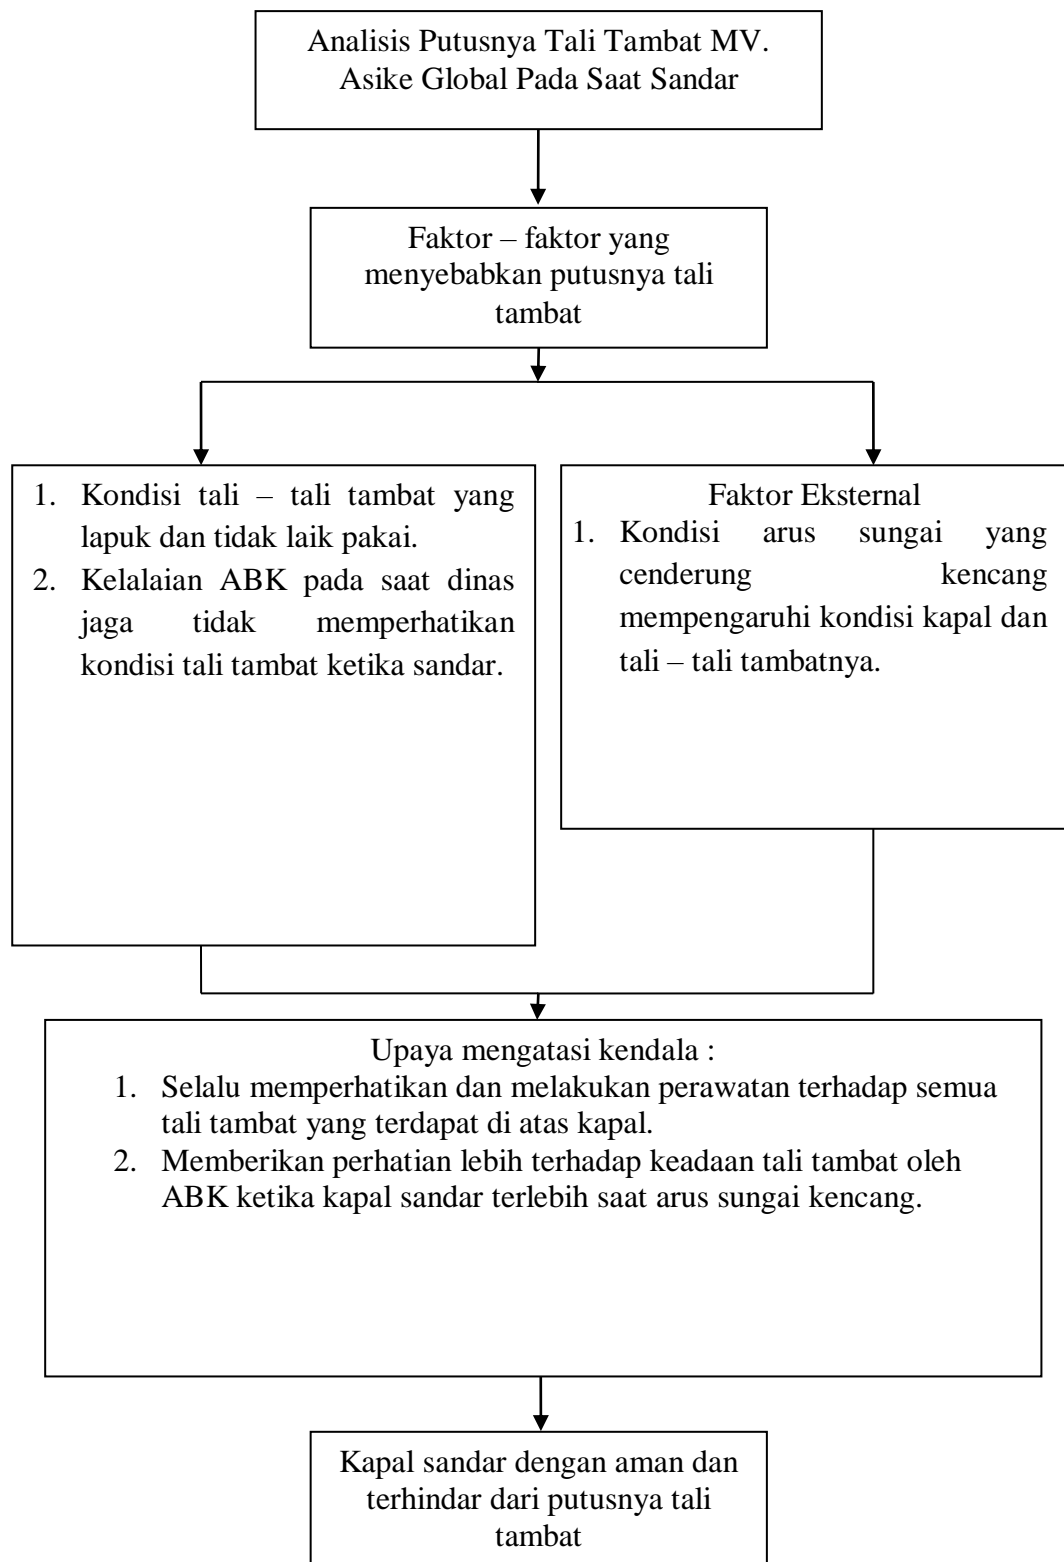 Analisis Putusnya Tali Tambat MV.
Asike Global Pada Saat Sandar
Faktor – faktor yang
menyebabkan putusnya tali
tambat
1. Kondisi tali – tali tambat yang
lapuk dan tidak laik pakai.
2. Kelalaian ABK pada saat dinas
jaga tidak memperhatikan
kondisi tali tambat ketika sandar.
Faktor Eksternal
1. Kondisi arus sungai yang
cenderung kencang
mempengaruhi kondisi kapal dan
tali – tali tambatnya.
Upaya mengatasi kendala :
1. Selalu memperhatikan dan melakukan perawatan terhadap semua
tali tambat yang terdapat di atas kapal.
2. Memberikan perhatian lebih terhadap keadaan tali tambat oleh
ABK ketika kapal sandar terlebih saat arus sungai kencang.
Kapal sandar dengan aman dan
terhindar dari putusnya tali
tambat